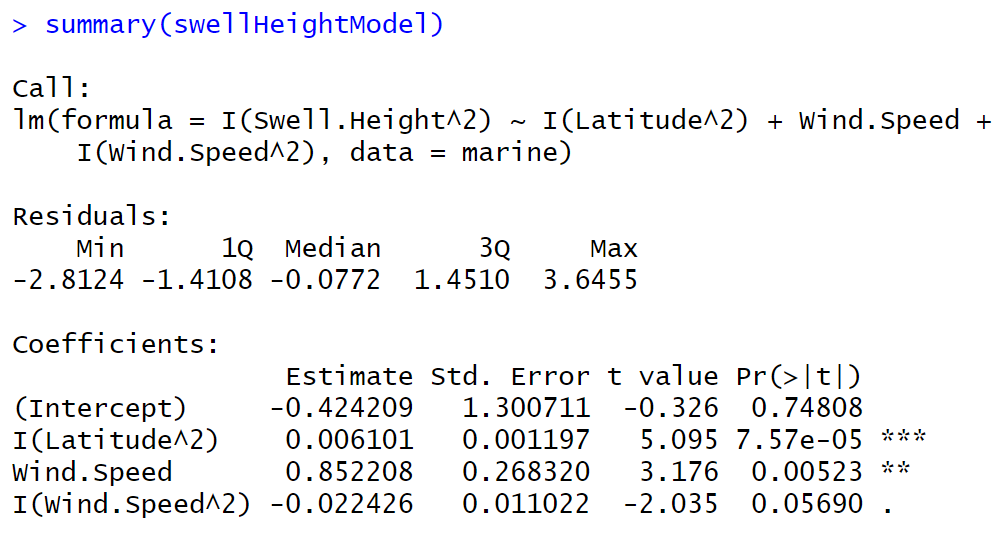 > summary(swellHeightModel)
Call:
lm(formula = I(Swell.Height^2) ~ I(Latitude^2) + Wind.Speed +
    I(Wind.Speed^2), data = marine)
Residuals:
    Min      1Q  Median      3Q     Max
-2.8124 -1.4108 -0.0772  1.4510  3.6455
Coefficients:
                 Estimate Std. Error t value Pr(>|t|)
(Intercept)     -0.424209   1.300711  -0.326  0.74808
I(Latitude^2)    0.006101   0.001197   5.095 7.57e-05 ***
Wind.Speed       0.852208   0.268320   3.176  0.00523 **
I(Wind.Speed^2) -0.022426   0.011022  -2.035  0.05690 .